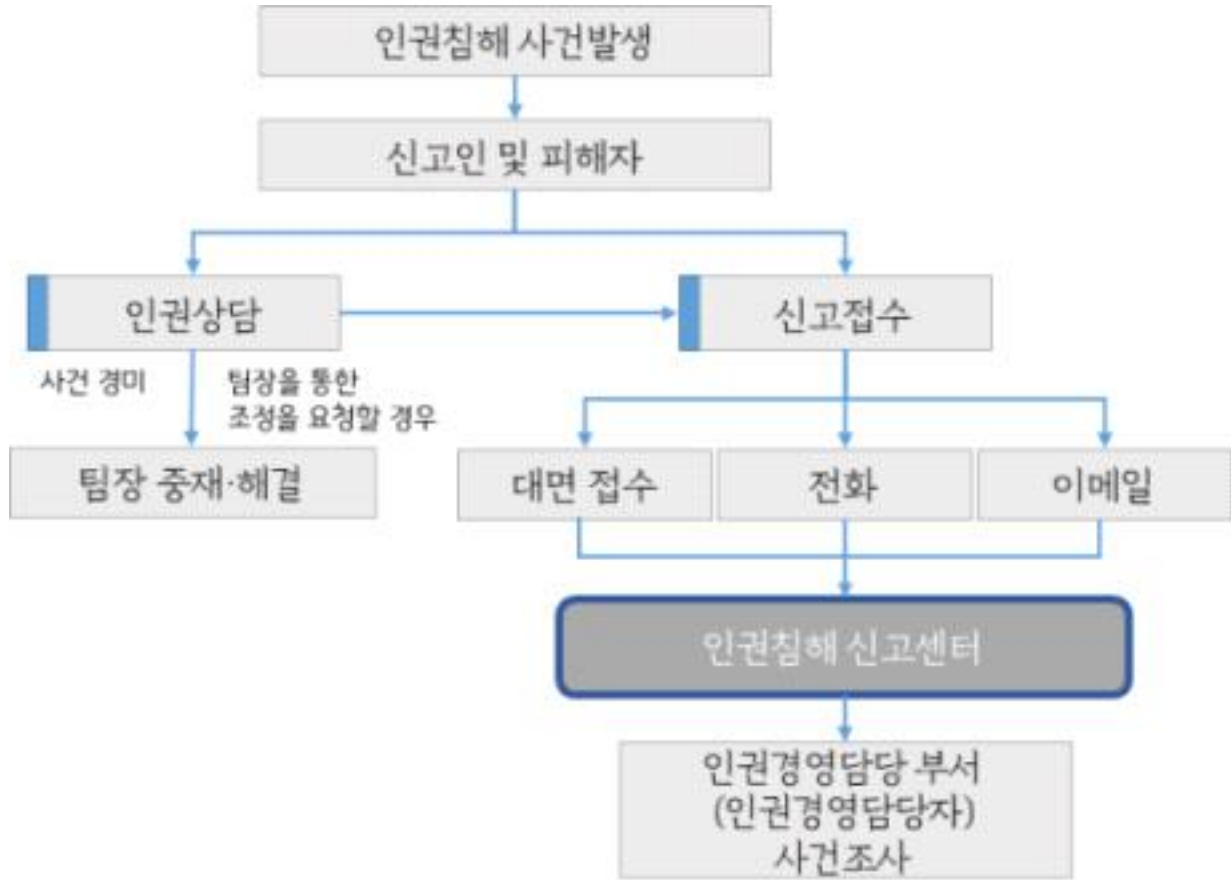 인권침해 사건발생
신고인 및 피해자
인권상담
신고접수
사건 경미
팀장을 통한
조정을 요청할 경우
팀장 중재·해결
대면 접수
전화
이메일
인권침해 신고센터
인권경영담당 부서
(인권경영담당자)
사건조사